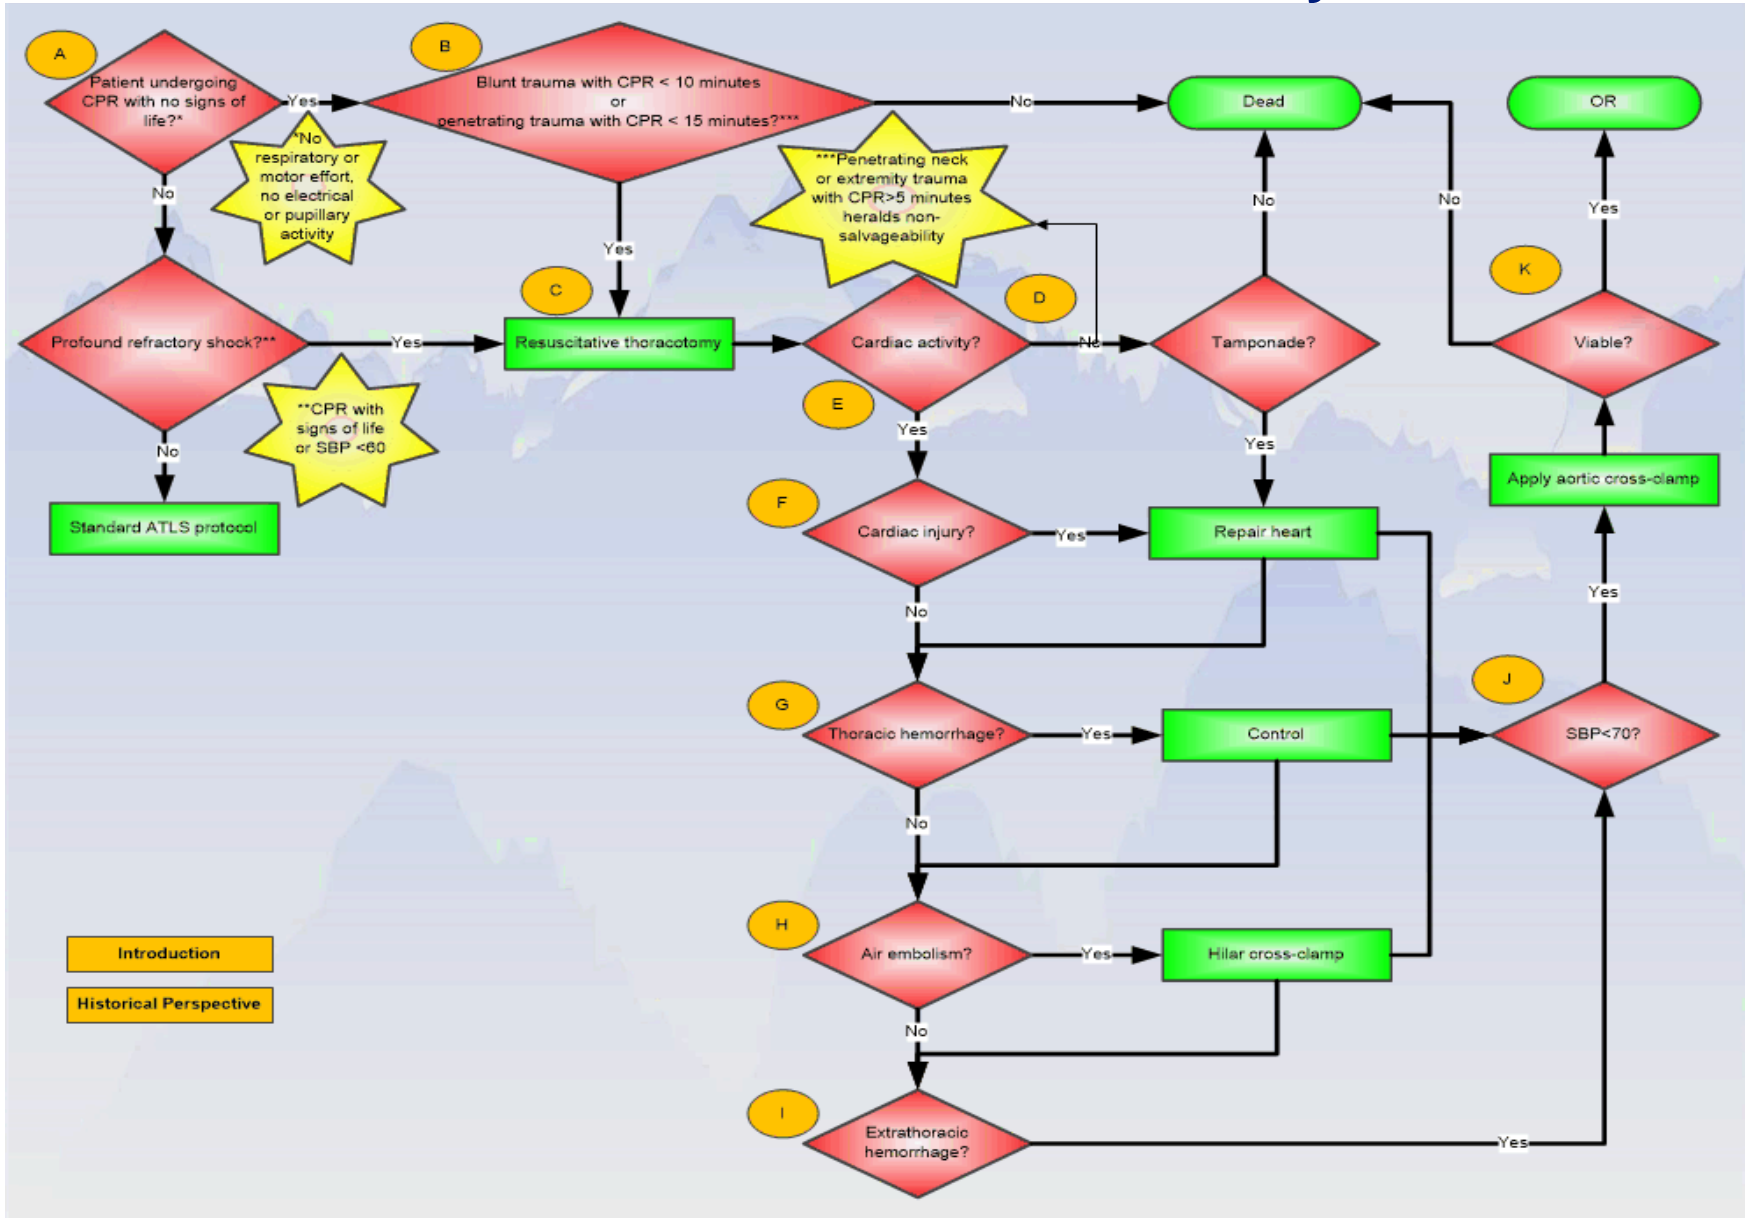 A
Patient undergoing
CPR with no signs of
life?*
Yes
B
Blunt trauma with CPR < 10 minutes
or
penetrating trauma with CPR < 15 minutes?***
No
Dead
OR
*No
respiratory or
motor effort,
no electrical
or pupillary
activity
***Penetrating neck
or extremity trauma
with CPR>5 minutes
heralds non-
salvageability
No
Yes
No
No
Yes
K
C
D
Profound refractory shock?**
Yes
Resuscitative thoracotomy
Cardiac activity?
No
Tamponade?
Viable?
**CPR with
signs of life
or SBP <60
E
Yes
Yes
No
Standard ATLS protocol
Apply aortic cross-clamp
F
Cardiac injury?
Yes
Repair heart
No
Yes
G
Thoracic hemorrhage?
Yes
Control
J
SBP<70?
No
H
Air embolism?
Yes
Hilar cross-clamp
Introduction
Historical Perspective
No
I
Extrathoracic
hemorrhage?
Yes